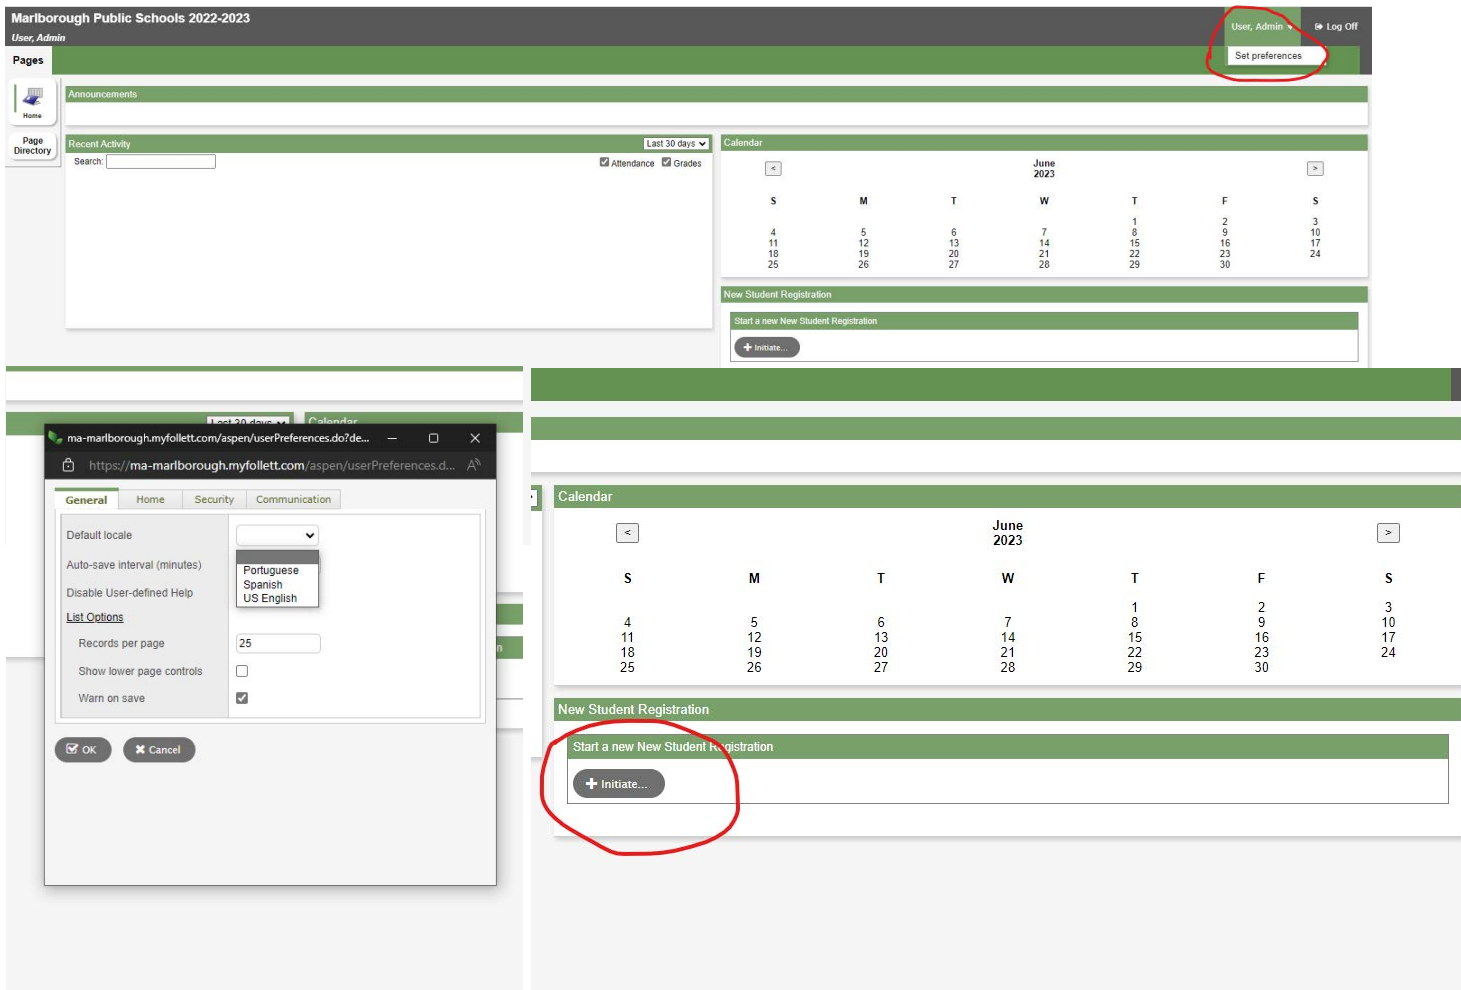 Marlborough Public Schools 2022-2023
User, Admin
User, Admin
Log Off
Set preferences
Pages
Home
Page
Directory
Announcements
Recent Activity
Last 30 days
Search:
Attendance Grades
Calendar
< June >
2023
S M T W T F S
1 2 3
4 5 6 7 8 9 10
11 12 13 14 15 16 17
18 19 20 21 22 23 24
25 26 27 28 29 30
New Student Registration
Start a new New Student Registration
+ Initiate...
Last 30 days
Calendar
ma-marlborough.myfollett.com/aspen/userPreferences.do?de...
https://ma-marlborough.myfollett.com/aspen/userPreferences.d...
General Home Security Communication
Default locale
Portuguese
Spanish
US English
Auto-save interval (minutes)
Disable User-defined Help
List Options
Records per page 25
Show lower page controls
Warn on save
OK
Cancel
n
Calendar
< June >
2023
S M T W T F S
1 2 3
4 5 6 7 8 9 10
11 12 13 14 15 16 17
18 19 20 21 22 23 24
25 26 27 28 29 30
New Student Registration
Start a new New Student Registration
+ Initiate...